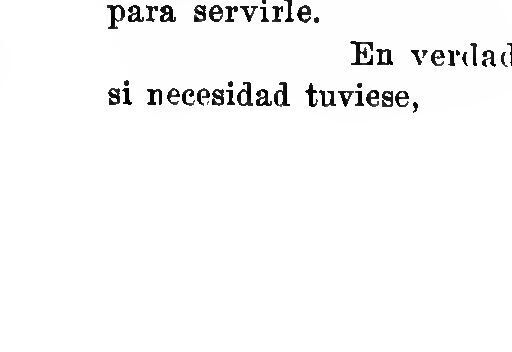 para servirle.
En verdad
si necesidad tuviese,